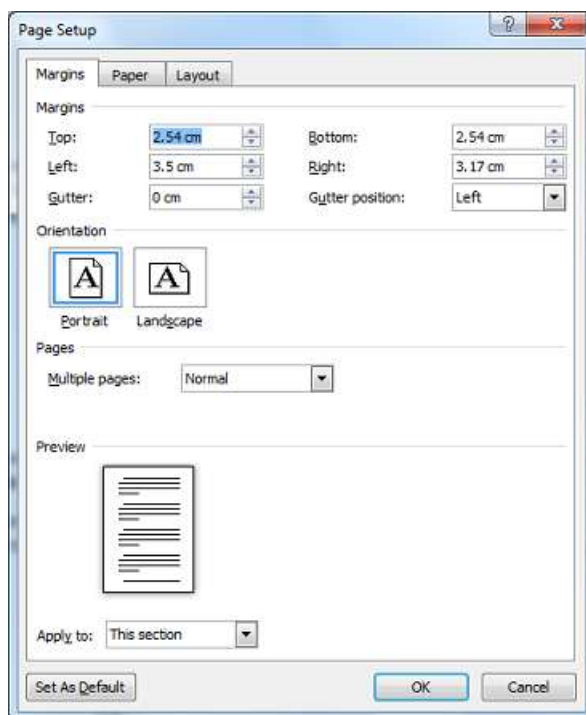 Page Setup
Margins Paper Layout
Margins
Top: 2.54 cm Bottom: 2.54 cm
Left: 3.5 cm Right: 3.17 cm
Gutter: 0 cm Gutter position: Left
Orientation
A A
Portrait Landscape
Pages
Multiple pages: Normal
Preview
Apply to: This section
Set As Default OK Cancel